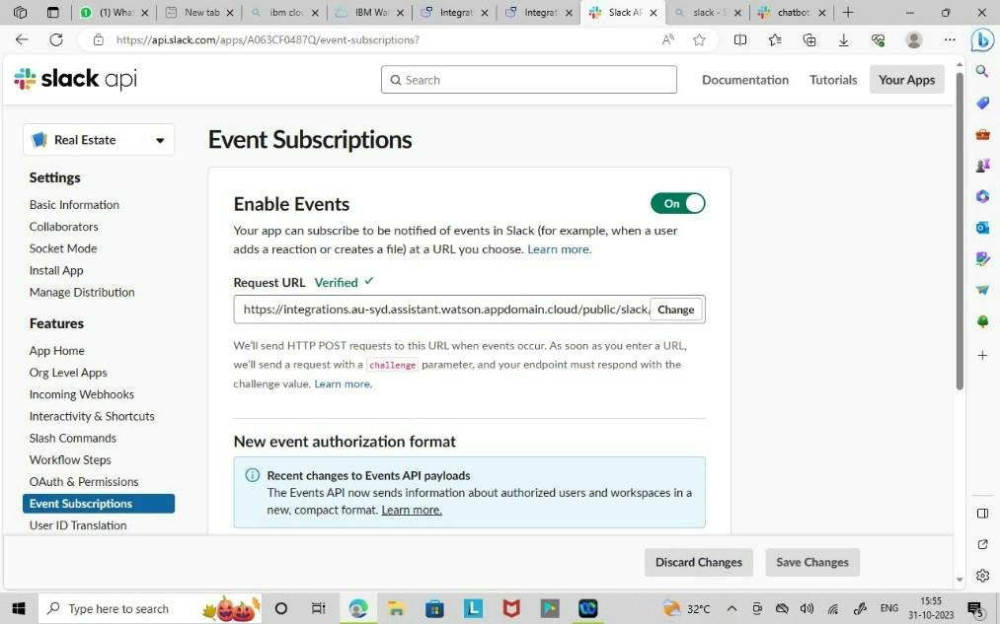 (1) Wha
New tab
ibm clou
IBM Wa
Integrat
Integrat
Slack AP
slack - S
chatbot
https://api.slack.com/apps/A063CF0487Q/event-subscriptions?
slack api
Search
Documentation
Tutorials
Your Apps
Real Estate
Settings
Basic Information
Collaborators
Socket Mode
Install App
Manage Distribution
Features
App Home
Org Level Apps
Incoming Webhooks
Interactivity & Shortcuts
Slash Commands
Workflow Steps
OAuth & Permissions
Event Subscriptions
User ID Translation
Event Subscriptions
Enable Events
On
Your app can subscribe to be notified of events in Slack (for example, when a user
adds a reaction or creates a file) at a URL you choose. Learn more.
Request URL Verified
https://integrations.au-syd.assistant.watson.appdomain.cloud/public/slack/
Change
We'll send HTTP POST requests to this URL when events occur. As soon as you enter a URL,
we'll send a request with a challenge parameter, and your endpoint must respond with the
challenge value. Learn more.
New event authorization format
Recent changes to Events API payloads
The Events API now sends information about authorized users and workspaces in a
new, compact format. Learn more.
Discard Changes
Save Changes
Type here to search
32°C
ENG
15:55
31-10-2023
5